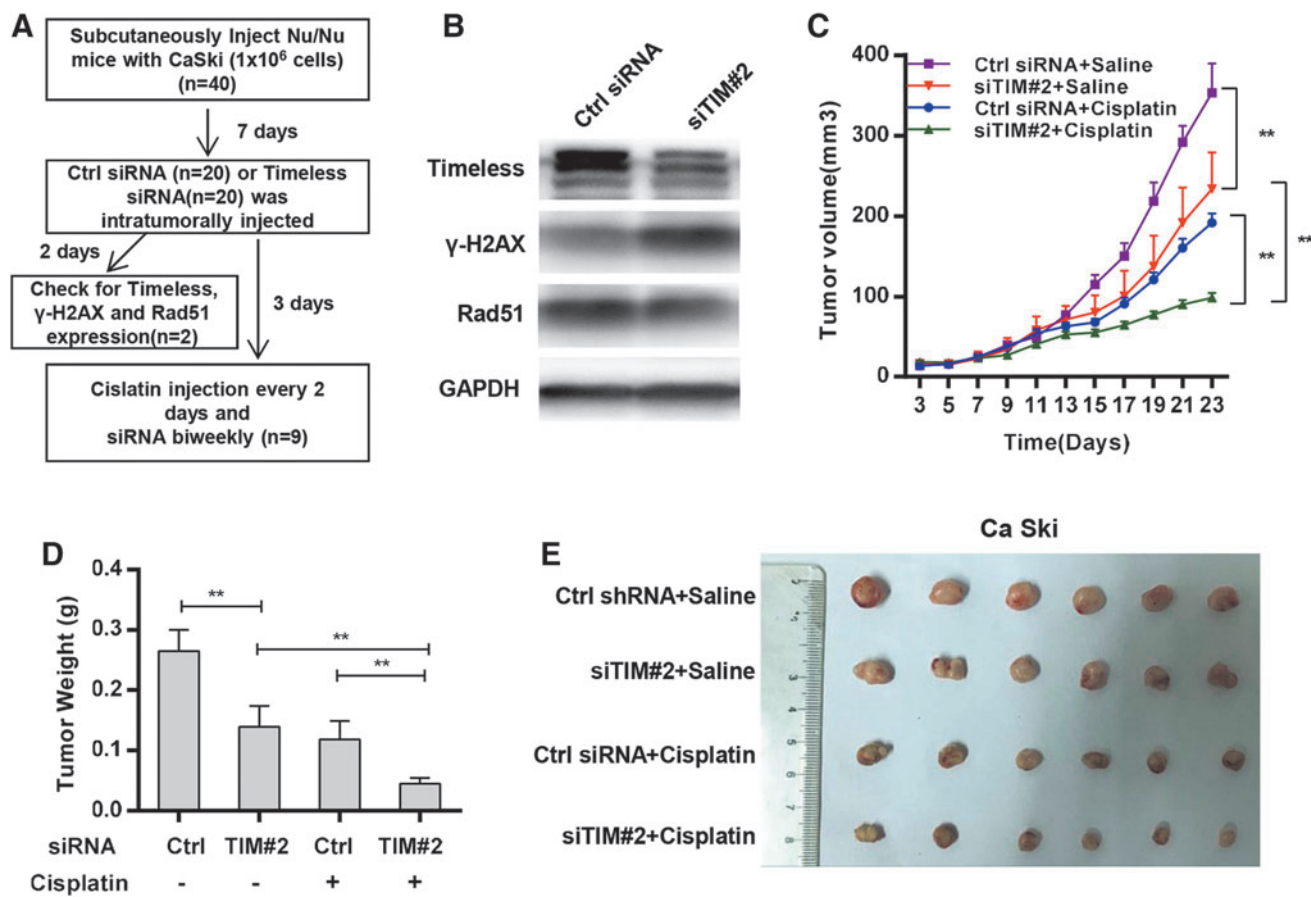 A
Subcutaneously Inject Nu/Nu
mice with CaSki (1x10⁶ cells)
(n=40)
7 days
Ctrl siRNA (n=20) or Timeless
siRNA(n=20) was
intratumorally injected
2 days
3 days
Check for Timeless,
γ-H2AX and Rad51
expression(n=2)
Cislatin injection every 2
days and
siRNA biweekly (n=9)
B
Ctrl siRNA
siTIM#2
Timeless
γ-H2AX
Rad51
GAPDH
C
Tumor volume(mm3)
400
300
200
100
0
Ctrl siRNA+Saline
siTIM#2+Saline
Ctrl siRNA+Cisplatin
siTIM#2+Cisplatin
**
**
**
3 5 7 9 11 13 15 17 19 21 23
Time(Days)
D
Tumor Weight (g)
0.4
0.3
0.2
0.1
0.0
**
**
**
siRNA Ctrl TIM#2 Ctrl TIM#2
Cisplatin - - + +
E
Ca Ski
Ctrl shRNA+Saline
siTIM#2+Saline
Ctrl siRNA+Cisplatin
siTIM#2+Cisplatin
3
4
5
6
7
8